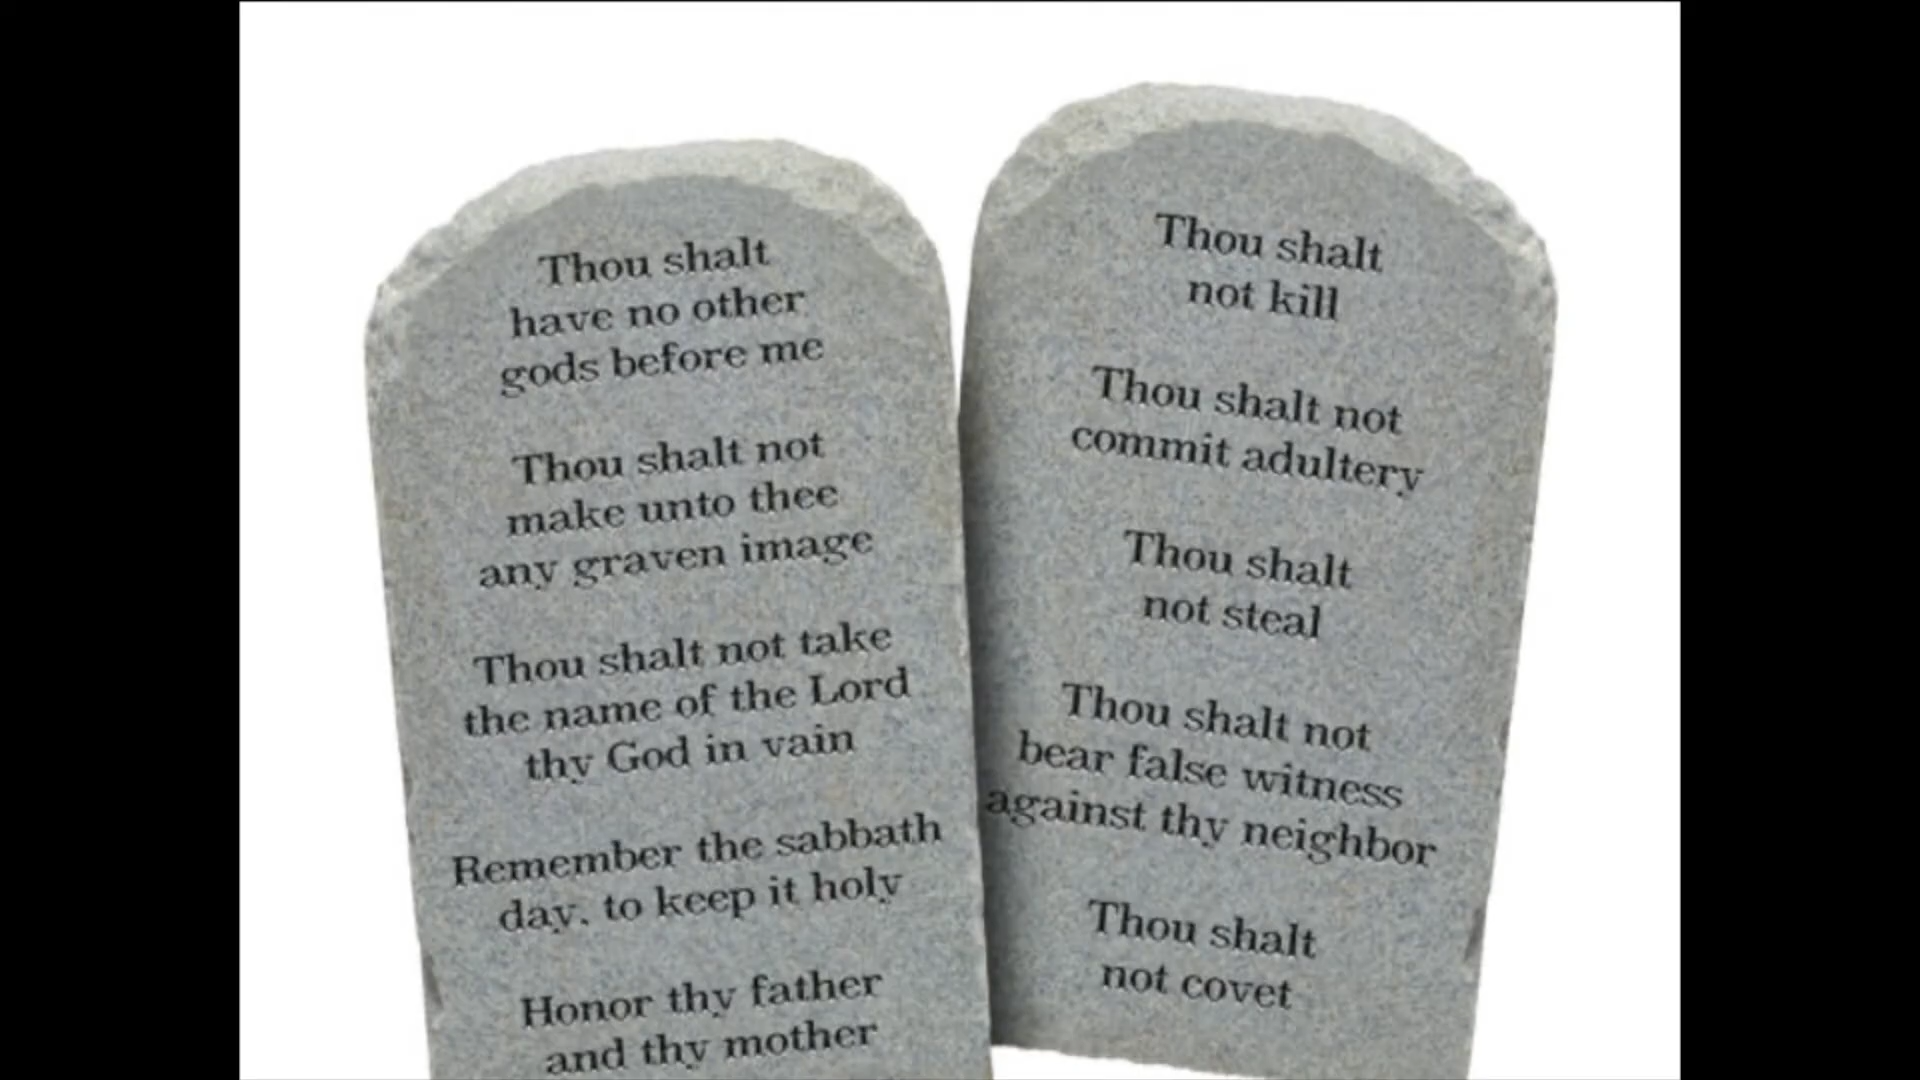 Thou shalt
have no other
gods before me
Thou shalt not
make unto thee
any graven image
Thou shalt not take
the name of the Lord
thy God in vain
Remember the sabbath
day, to keep it holy
Honor thy father
and thy mother
Thou shalt
not kill
Thou shalt not
commit adultery
Thou shalt
not steal
Thou shalt not
bear false witness
against thy neighbor
Thou shalt
not covet